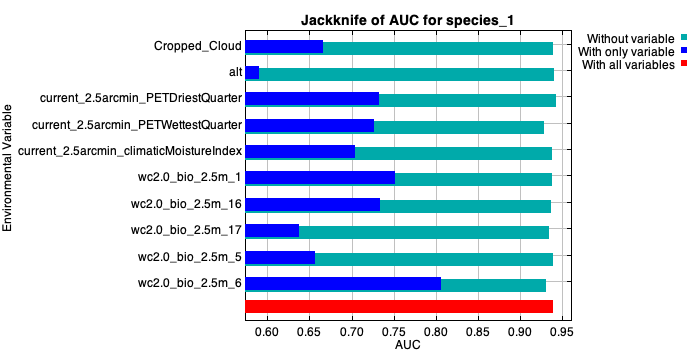 Jackknife of AUC for species_1
Environmental Variable
Cropped_Cloud
alt
current_2.5arcmin_PETDriestQuarter
current_2.5arcmin_PETWettestQuarter
current_2.5arcmin_climaticMoistureIndex
wc2.0_bio_2.5m_1
wc2.0_bio_2.5m_16
wc2.0_bio_2.5m_17
wc2.0_bio_2.5m_5
wc2.0_bio_2.5m_6
0.60 0.65 0.70 0.75 0.80 0.85 0.90 0.95
AUC
Without variable
With only variable
With all variables